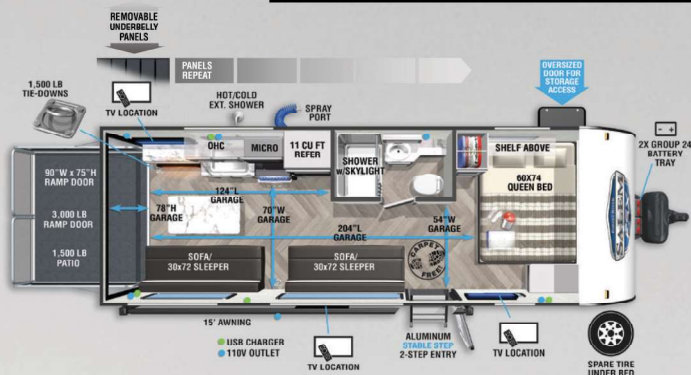 REMOVABLE
UNDERBELLY
PANELS
PANELS
REPEAT
1,500 LB
TIE-DOWNS
TV LOCATION
HOT/COLD
EXT. SHOWER
SPRAY
PORT
OVERSIZED
DOOR FOR
STORAGE
ACCESS
2X GROUP 24
BATTERY
TRAY
OHC
MICRO
11 CU FT
REFER
SHOWER
w/SKYLIGHT
SHELF ABOVE
60X74
QUEEN BED
90"W x 75"H
RAMP DOOR
3,000 LB
RAMP DOOR
1,500 LB
PATIO
78"H
GARAGE
124"L
GARAGE
70"W
GARAGE
204"L
GARAGE
54"W
GARAGE
CARPET
FREE!
SOFA/
30x72 SLEEPER
SOFA/
30x72 SLEEPER
SALEM
15' AWNING
USB CHARGER
110V OUTLET
TV LOCATION
ALUMINUM
STABLE STEP
2-STEP ENTRY
TV LOCATION
SPARE TIRE
UNDER BED